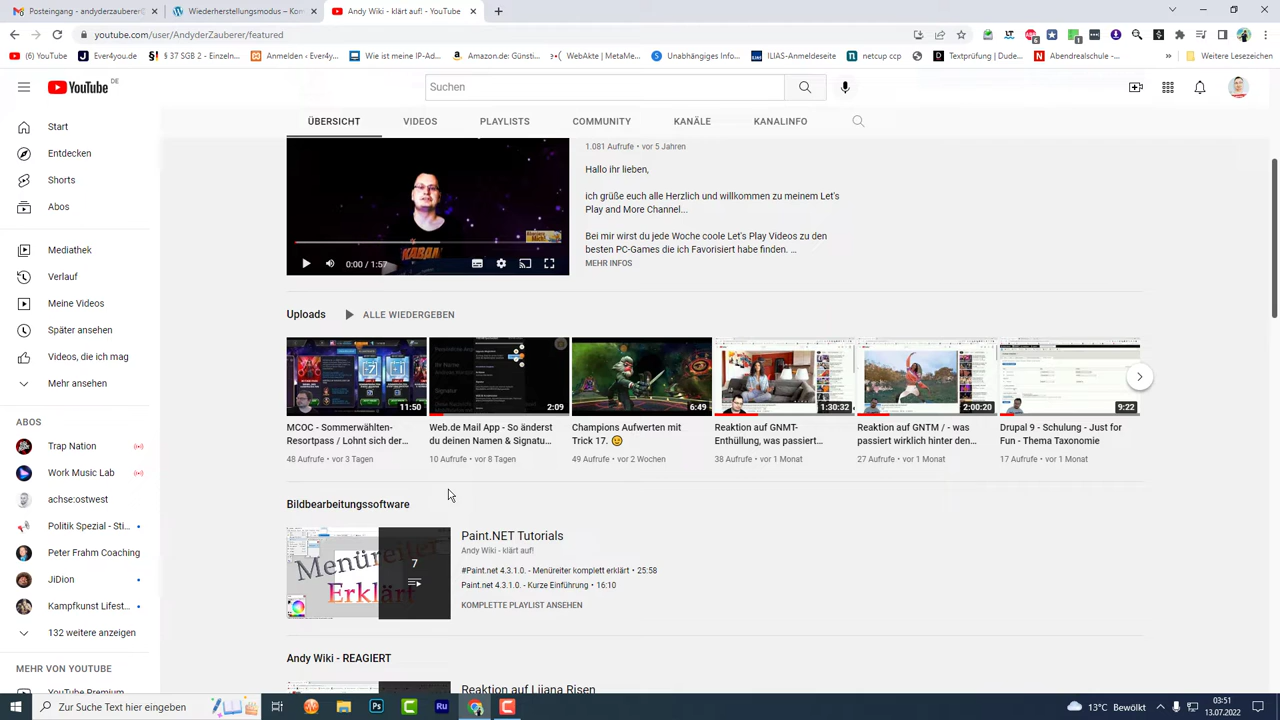 Posteingang - andyzauberer
Wiederherstellungsmodus - Kom
Andy Wiki - klärt auf! - YouTube
youtube.com/user/AndyderZauberer/featured
(3) YouTube
Ever4you.de
§ 37 SGB 2 - Einzeln...
Anmelden ‹ Ever4yo...
Wie ist meine IP-Ad...
Amazon.de: Günsti...
WebAkte | MetaMe...
Unabhängiges Info...
ILIAS-Anmeldeseite
netcup ccp
Textprüfung | Dude...
Abendrealschule -...
Weitere Lesezeichen
YouTube DE
Suchen
ÜBERSICHT
VIDEOS
PLAYLISTS
COMMUNITY
KANÄLE
KANALINFO
Start
Entdecken
Shorts
Abos
Mediathek
Verlauf
Meine Videos
Später ansehen
Videos, die ich mag
Mehr ansehen
ABOS
Trap Nation
Work Music Lab
achse:ostwest
Politik Spezial - Sti...
Peter Frahm Coaching
JiDion
Kampfkunst Lifest...
132 weitere anzeigen
MEHR VON YOUTUBE
YouTube Premium
0:00 / 1:57
1.081 Aufrufe • vor 5 Jahren
Hallo ihr lieben,
ich grüße euch alle Herzlich und willkommen zu meinem Let's
Play and More Channel...
Bei mir wirst du jede Woche coole Let's Play Videos zu den
besten PC-Games die ich Favorisiert habe finden. ...
MEHR INFOS
Uploads
ALLE WIEDERGEBEN
11:50
MCOC - Sommerwählten-
Resortpass / Lohnt sich der...
48 Aufrufe • vor 3 Tagen
2:09
Web.de Mail App - So änderst
du deinen Namen & Signatu...
10 Aufrufe • vor 8 Tagen
6:49
Champions Aufwerten mit
Trick 17. 🙂
49 Aufrufe • vor 2 Wochen
1:30:32
Reaktion auf GNMT-
Enthüllung, was passiert...
38 Aufrufe • vor 1 Monat
2:00:20
Reaktion auf GNTM / - was
passiert wirklich hinter den...
27 Aufrufe • vor 1 Monat
9:22
Drupal 9 - Schulung - Just for
Fun - Thema Taxonomie
17 Aufrufe • vor 1 Monat
Bildbearbeitungssoftware
Menüreiter
Erklärt
7
Paint.NET Tutorials
Andy Wiki - klärt auf!
#Paint.net 4.3.1.0. - Menüreiter komplett erklärt • 25:58
Paint.net 4.3.1.0. - Kurze Einführung • 16:10
KOMPLETTE PLAYLIST ANSEHEN
Andy Wiki - REAGIERT
Reaktion auf Lijana Risen
Zur Suche Text hier eingeben
13°C Bewölkt
03:51
13.07.2022